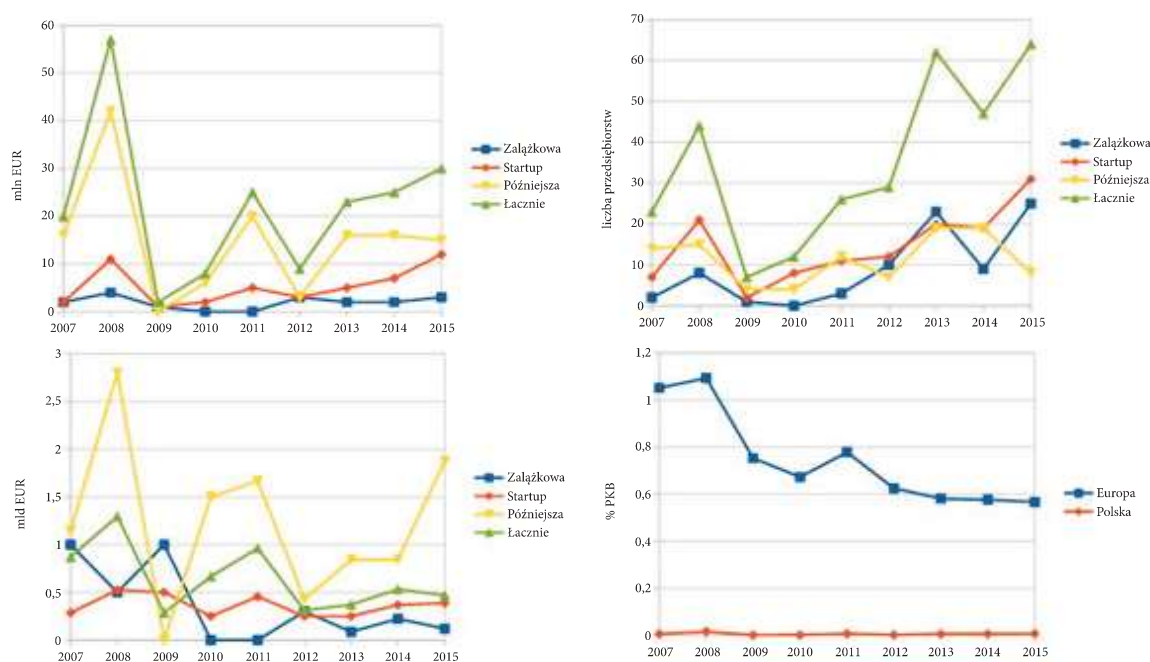 60
50
40
30
20
10
0
mln EUR
2007 2008 2009 2010 2011 2012 2013 2014 2015
Zalążkowa
Startup
Późniejsza
Łacznie
70
60
50
40
30
20
10
0
liczba przedsiębiorstw
2007 2008 2009 2010 2011 2012 2013 2014 2015
Zalążkowa
Startup
Późniejsza
Łacznie
3
2,5
2
1,5
1
0,5
0
mld EUR
2007 2008 2009 2010 2011 2012 2013 2014 2015
Zalążkowa
Startup
Późniejsza
Łacznie
1,2
1
0,8
0,6
0,4
0,2
0
% PKB
2007 2008 2009 2010 2011 2012 2013 2014 2015
Europa
Polska